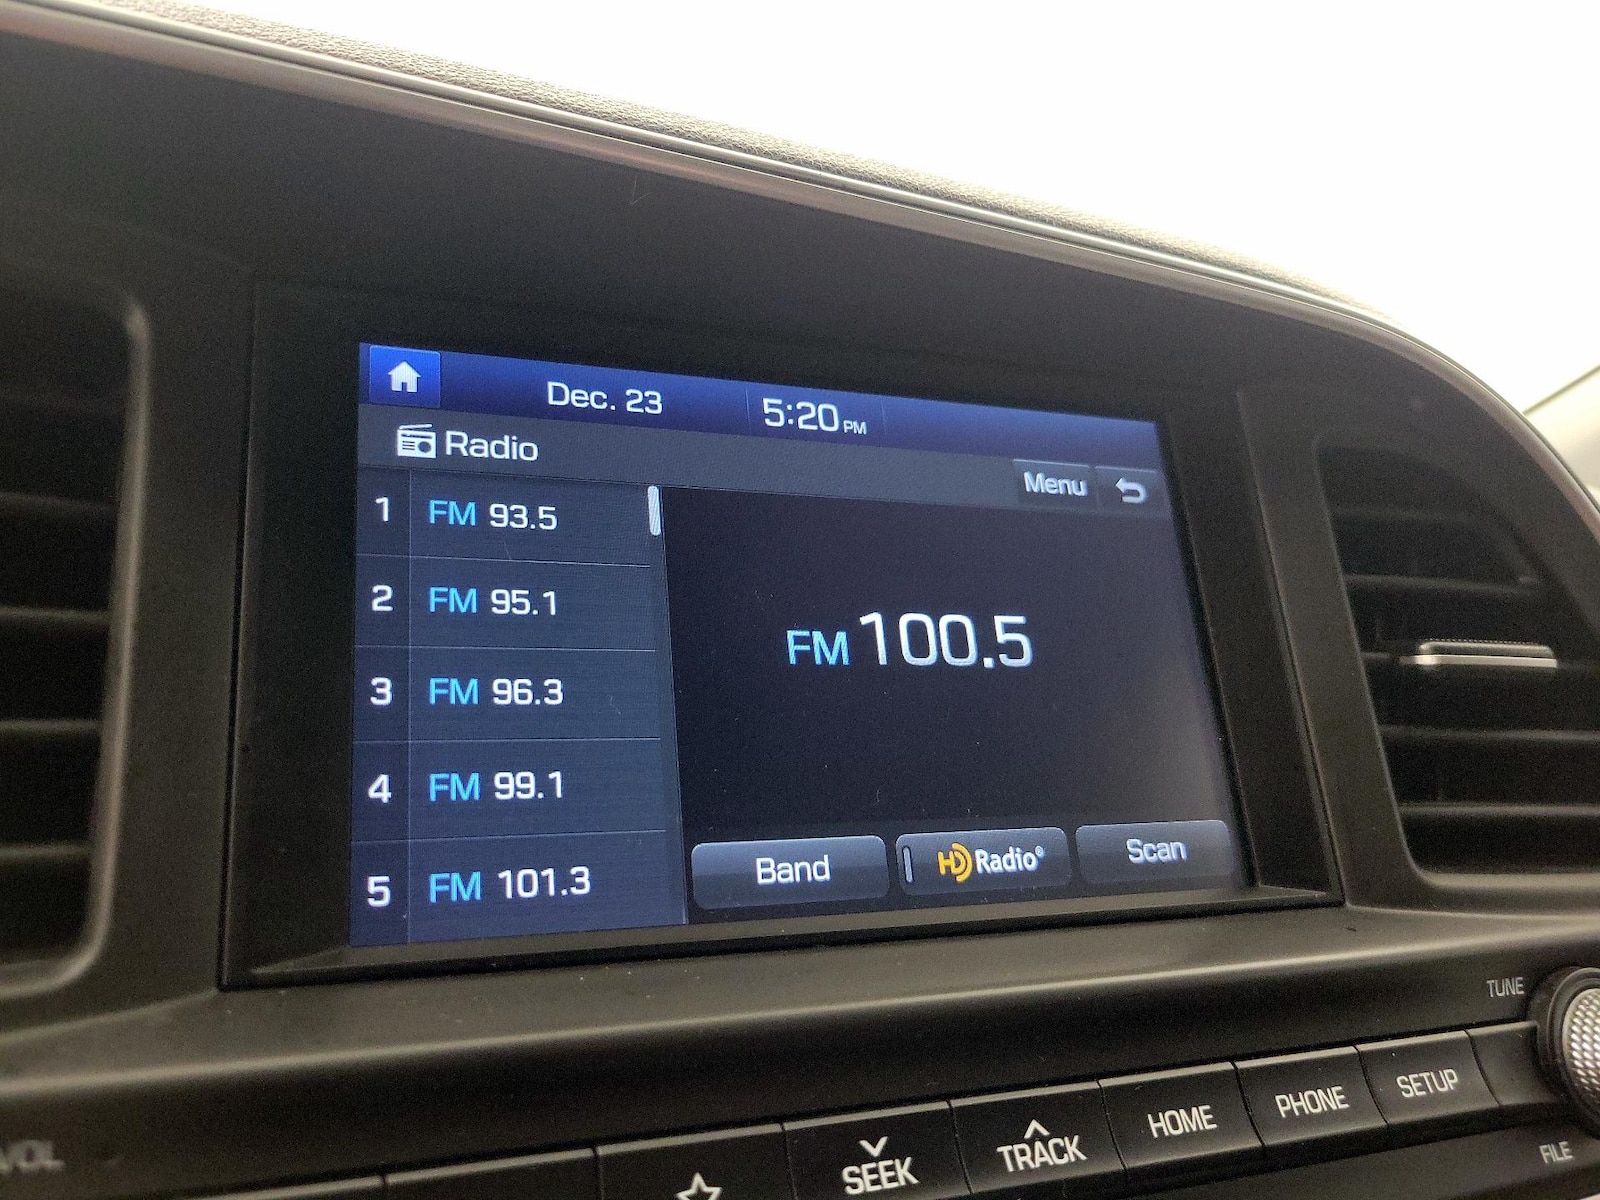 Dec. 23 5:20 PM
Radio
Menu
1 FM 93.5
2 FM 95.1
3 FM 96.3
4 FM 99.1
5 FM 101.3
FM 100.5
Band
HD Radio®
Scan
TUNE
VOL
SEEK
TRACK
HOME
PHONE
SETUP
FILE